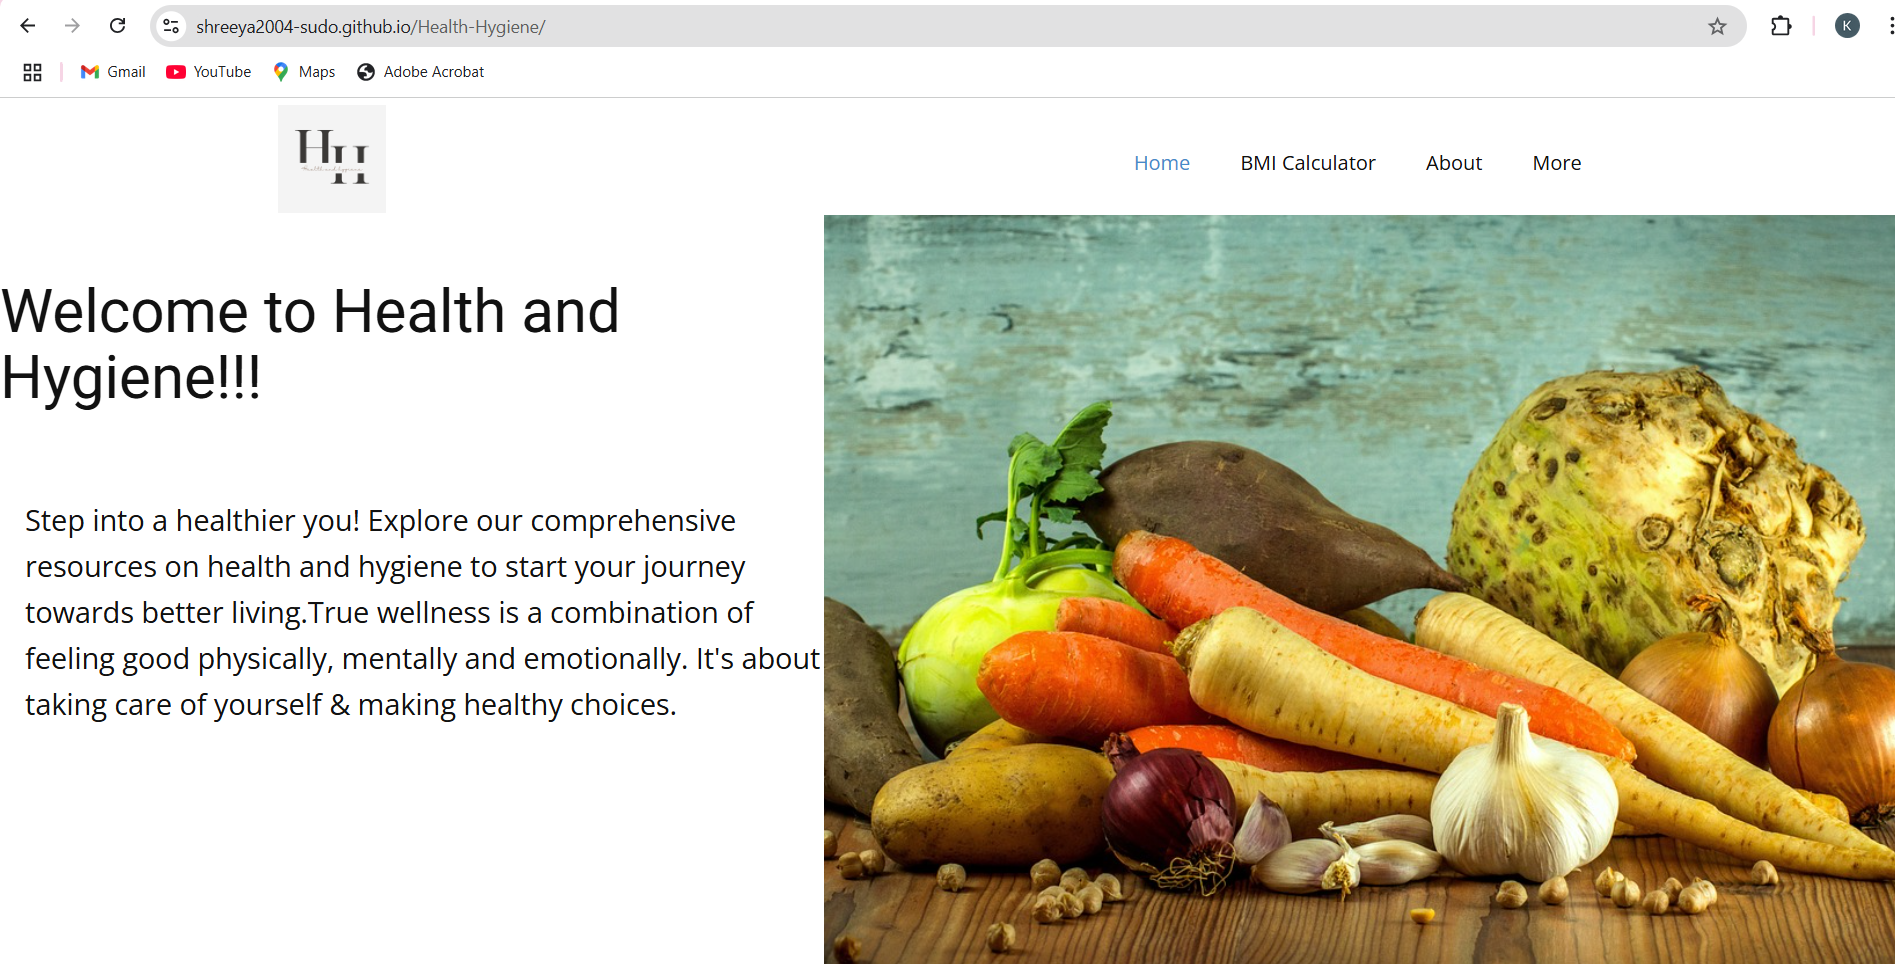 shreeya2004-sudo.github.io/Health-Hygiene/
K
Gmail YouTube Maps Adobe Acrobat
HH
Health and hygiene
Home BMI Calculator About More
Welcome to Health and
Hygiene!!!
Step into a healthier you! Explore our comprehensive
resources on health and hygiene to start your journey
towards better living.True wellness is a combination of
feeling good physically, mentally and emotionally. It's about
taking care of yourself & making healthy choices.